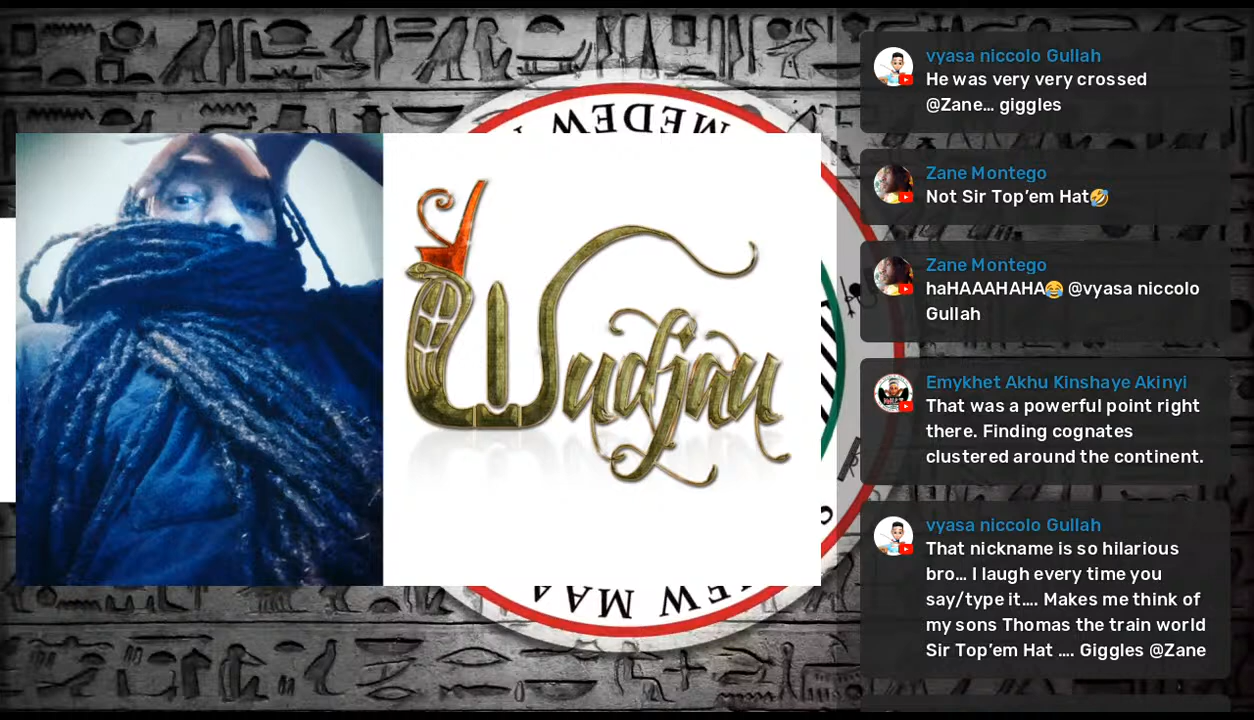 MEDEW
Wudjau
EW MAA
vyasa niccolo Gullah
He was very very crossed
@Zane… giggles
Zane Montego
Not Sir Top'em Hat🤣
Zane Montego
haHAAAHAHA😂 @vyasa niccolo
Gullah
Emykhet Akhu Kinshaye Akinyi
That was a powerful point right
there. Finding cognates
clustered around the continent.
vyasa niccolo Gullah
That nickname is so hilarious
bro… I laugh every time you
say/type it…. Makes me think of
my sons Thomas the train world
Sir Top'em Hat …. Giggles @Zane